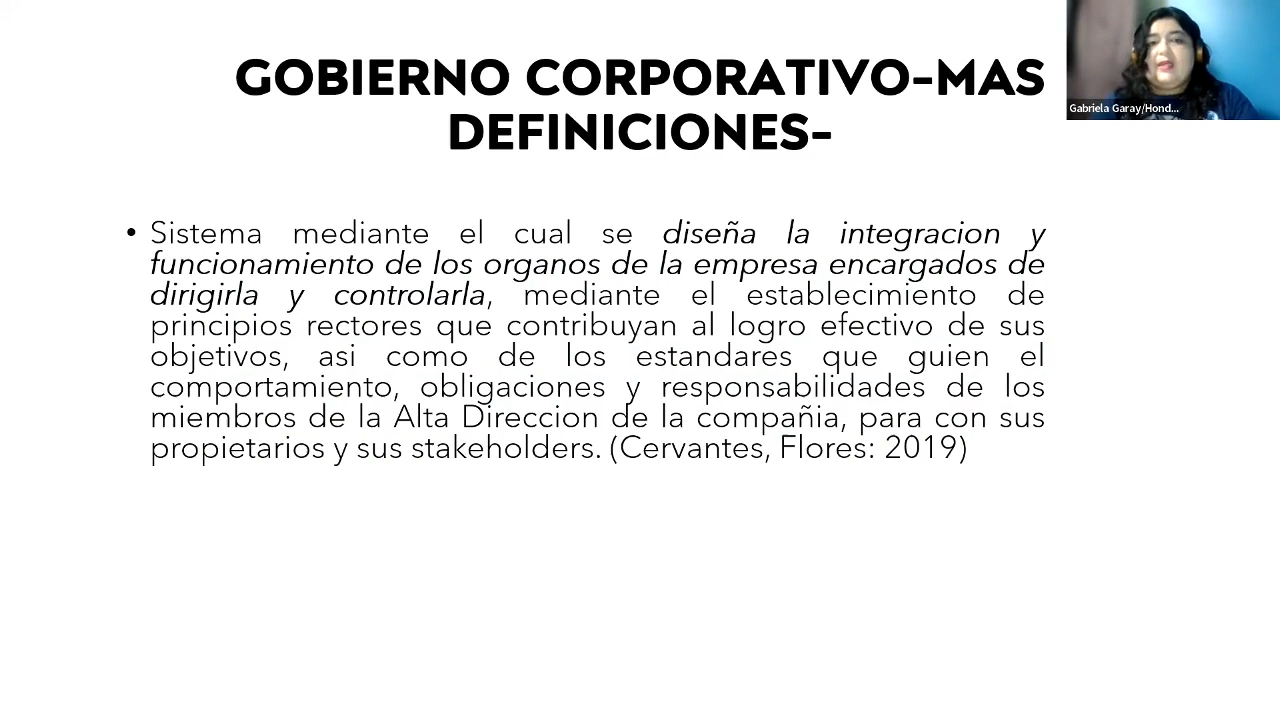 GOBIERNO CORPORATIVO-MAS
DEFINICIONES-
Gabriela Garay/Hond...
• Sistema mediante el cual se diseña la integracion y
funcionamiento de los organos de la empresa encargados de
dirigirla y controlarla, mediante el establecimiento de
principios rectores que contribuyan al logro efectivo de sus
objetivos, asi como de los estandares que guien el
comportamiento, obligaciones y responsabilidades de los
miembros de la Alta Direccion de la compañia, para con sus
propietarios y sus stakeholders. (Cervantes, Flores: 2019)